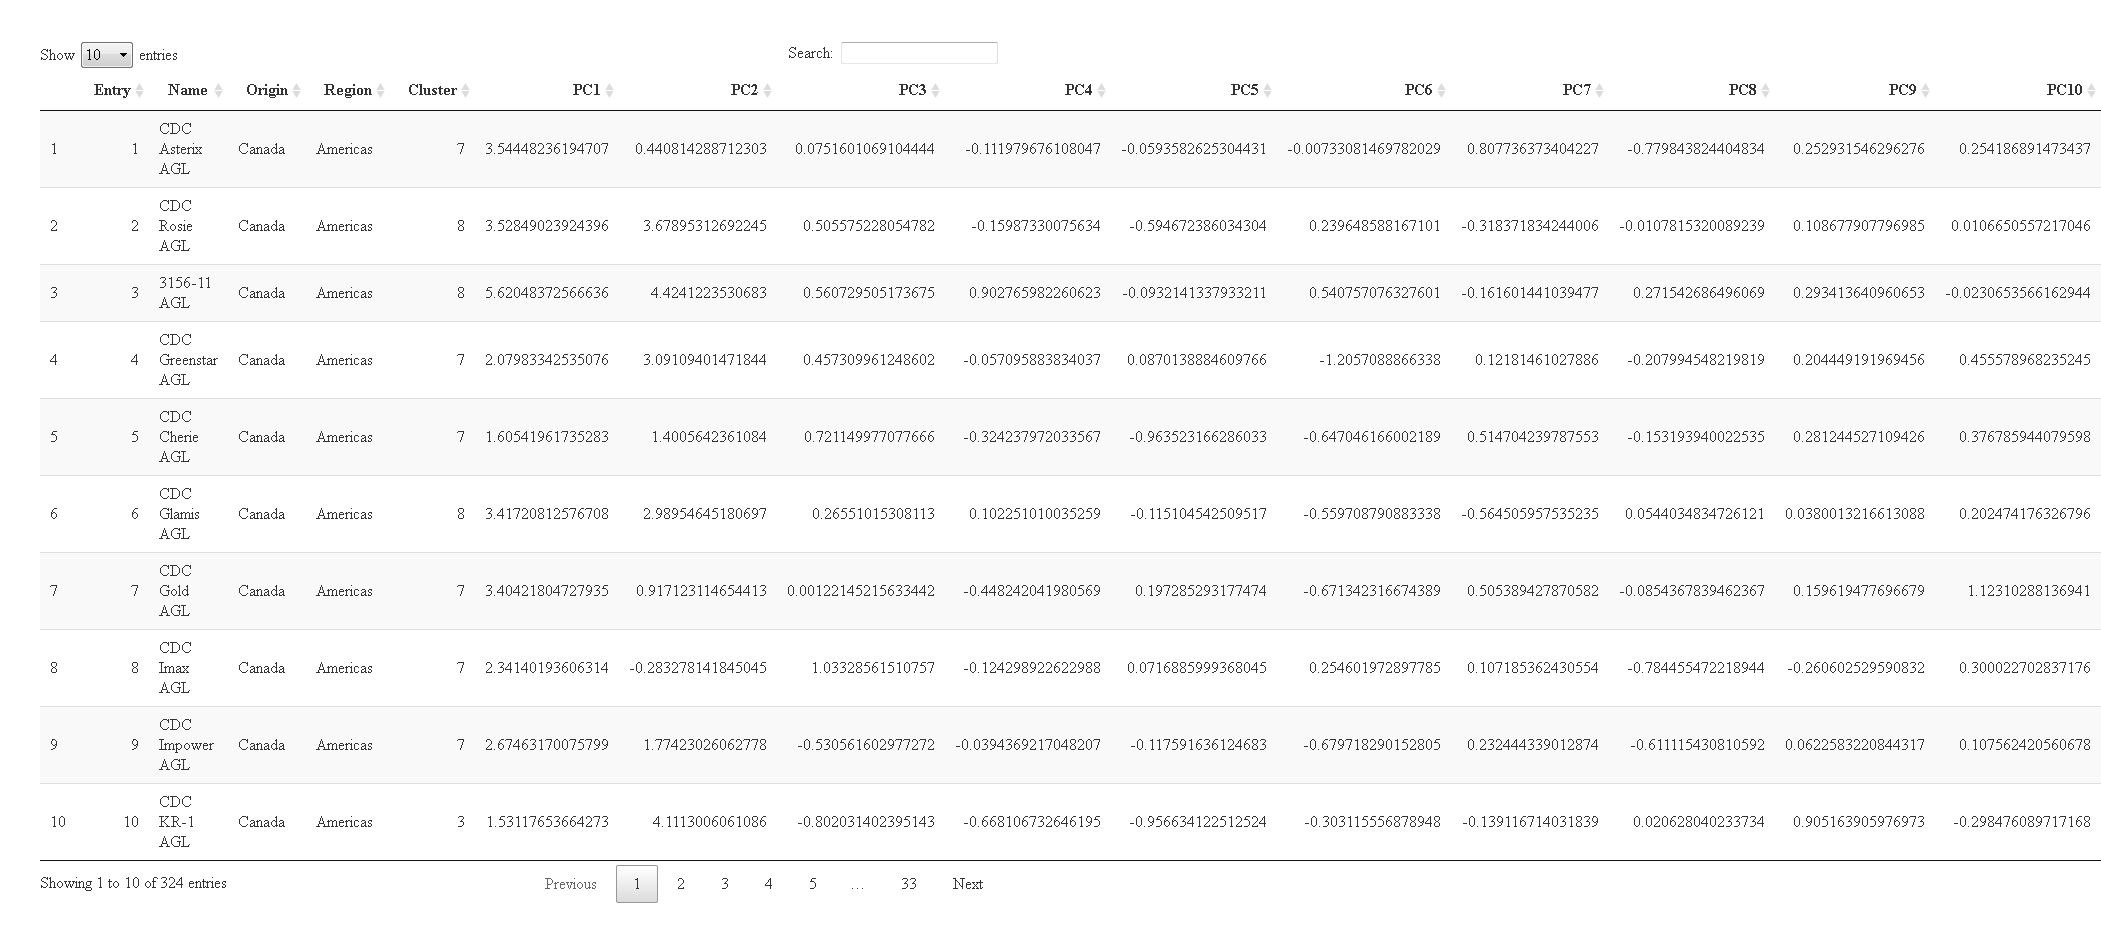 Show 10 entries Search:
Entry Name Origin Region Cluster PC1 PC2 PC3 PC4 PC5 PC6 PC7 PC8 PC9 PC10
1 1 CDC Asterix AGL Canada Americas 7 3.54448236194707 0.440814288712303 0.0751601069104444 -0.111979676108047 -0.0593582625304431 -0.00733081469782029 0.807736373404227 -0.779843824404834 0.252931546296276 0.254186891473437
2 2 CDC Rosie AGL Canada Americas 8 3.52849023924396 3.67895312692245 0.505575228054782 -0.15987330075634 -0.594672386034304 0.239648588167101 -0.318371834244006 -0.0107815320089239 0.108677907796985 0.0106650557217046
3 3 3156-11 AGL Canada Americas 8 5.62048372566636 4.4241223530683 0.560729505173675 0.902765982260623 -0.0932141337933211 0.540757076327601 -0.161601441039477 0.271542686496069 0.293413640960653 -0.0230653566162944
4 4 CDC Greenstar AGL Canada Americas 7 2.07983342535076 3.09109401471844 0.457309961248602 -0.057095883834037 0.0870138884609766 -1.2057088866338 0.12181461027886 -0.207994548219819 0.204449191969456 0.455578968235245
5 5 CDC Cherie AGL Canada Americas 7 1.60541961735283 1.4005642361084 0.721149977077666 -0.324237972033567 -0.963523166286033 -0.647046166002189 0.514704239787553 -0.153193940022535 0.281244527109426 0.376785944079598
6 6 CDC Glamis AGL Canada Americas 8 3.41720812576708 2.98954645180697 0.26551015308113 0.102251010035259 -0.115104542509517 -0.559708790883338 -0.564505957535235 0.0544034834726121 0.0380013216613088 0.202474176326796
7 7 CDC Gold AGL Canada Americas 7 3.40421804727935 0.917123114654413 0.00122145215633442 -0.448242041980569 0.197285293177474 -0.671342316674389 0.505389427870582 -0.0854367839462367 0.159619477696679 1.12310288136941
8 8 CDC Imax AGL Canada Americas 7 2.34140193606314 -0.283278141845045 1.03328561510757 -0.124298922622988 0.0716885999368045 0.254601972897785 0.107185362430554 -0.784455472218944 -0.260602529590832 0.300022702837176
9 9 CDC Impower AGL Canada Americas 7 2.67463170075799 1.77423026062778 -0.530561602977272 -0.0394369217048207 -0.117591636124683 -0.679718290152805 0.232444339012874 -0.611115430810592 0.0622583220844317 0.107562420560678
10 10 CDC KR-1 AGL Canada Americas 3 1.53117653664273 4.1113006061086 -0.802031402395143 -0.668106732646195 -0.956634122512524 -0.303115556878948 -0.139116714031839 0.020628040233734 0.905163905976973 -0.298476089717168
Showing 1 to 10 of 324 entries Previous 1 2 3 4 5 … 33 Next